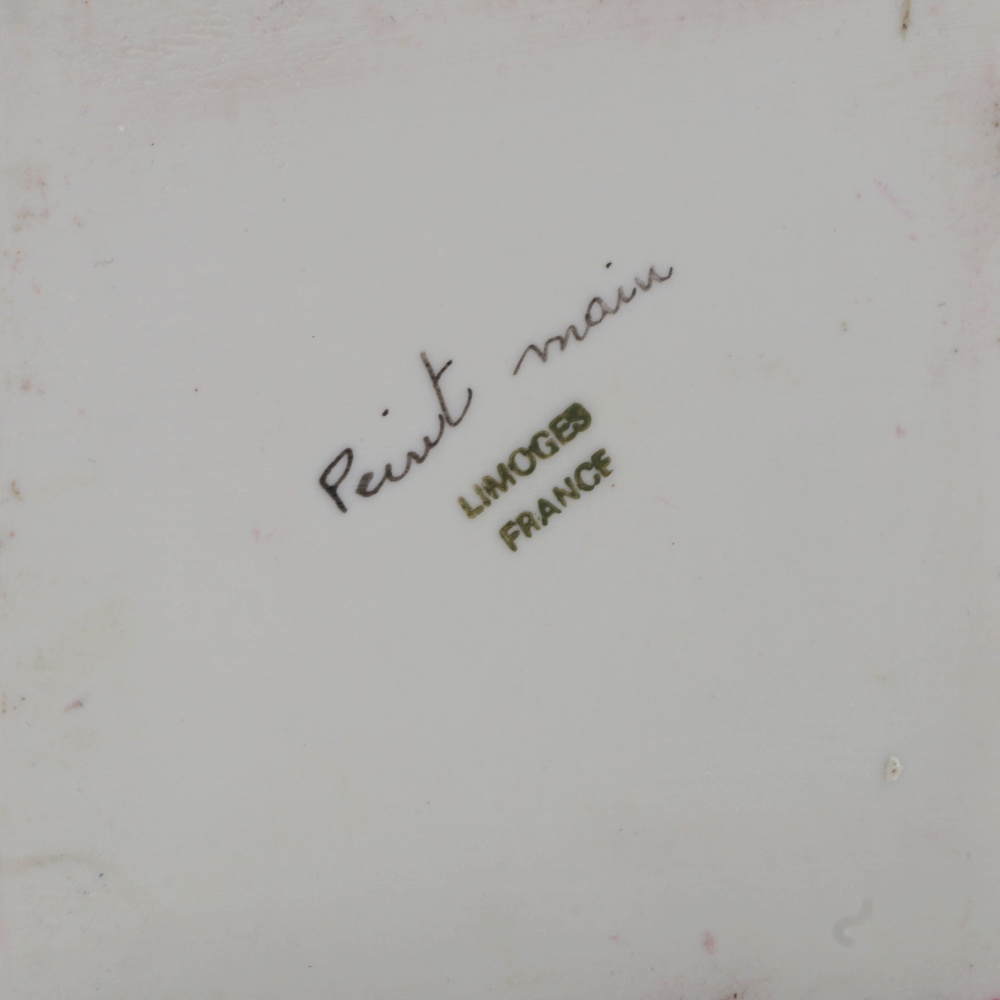 Peint main
LIMOGES
FRANCE